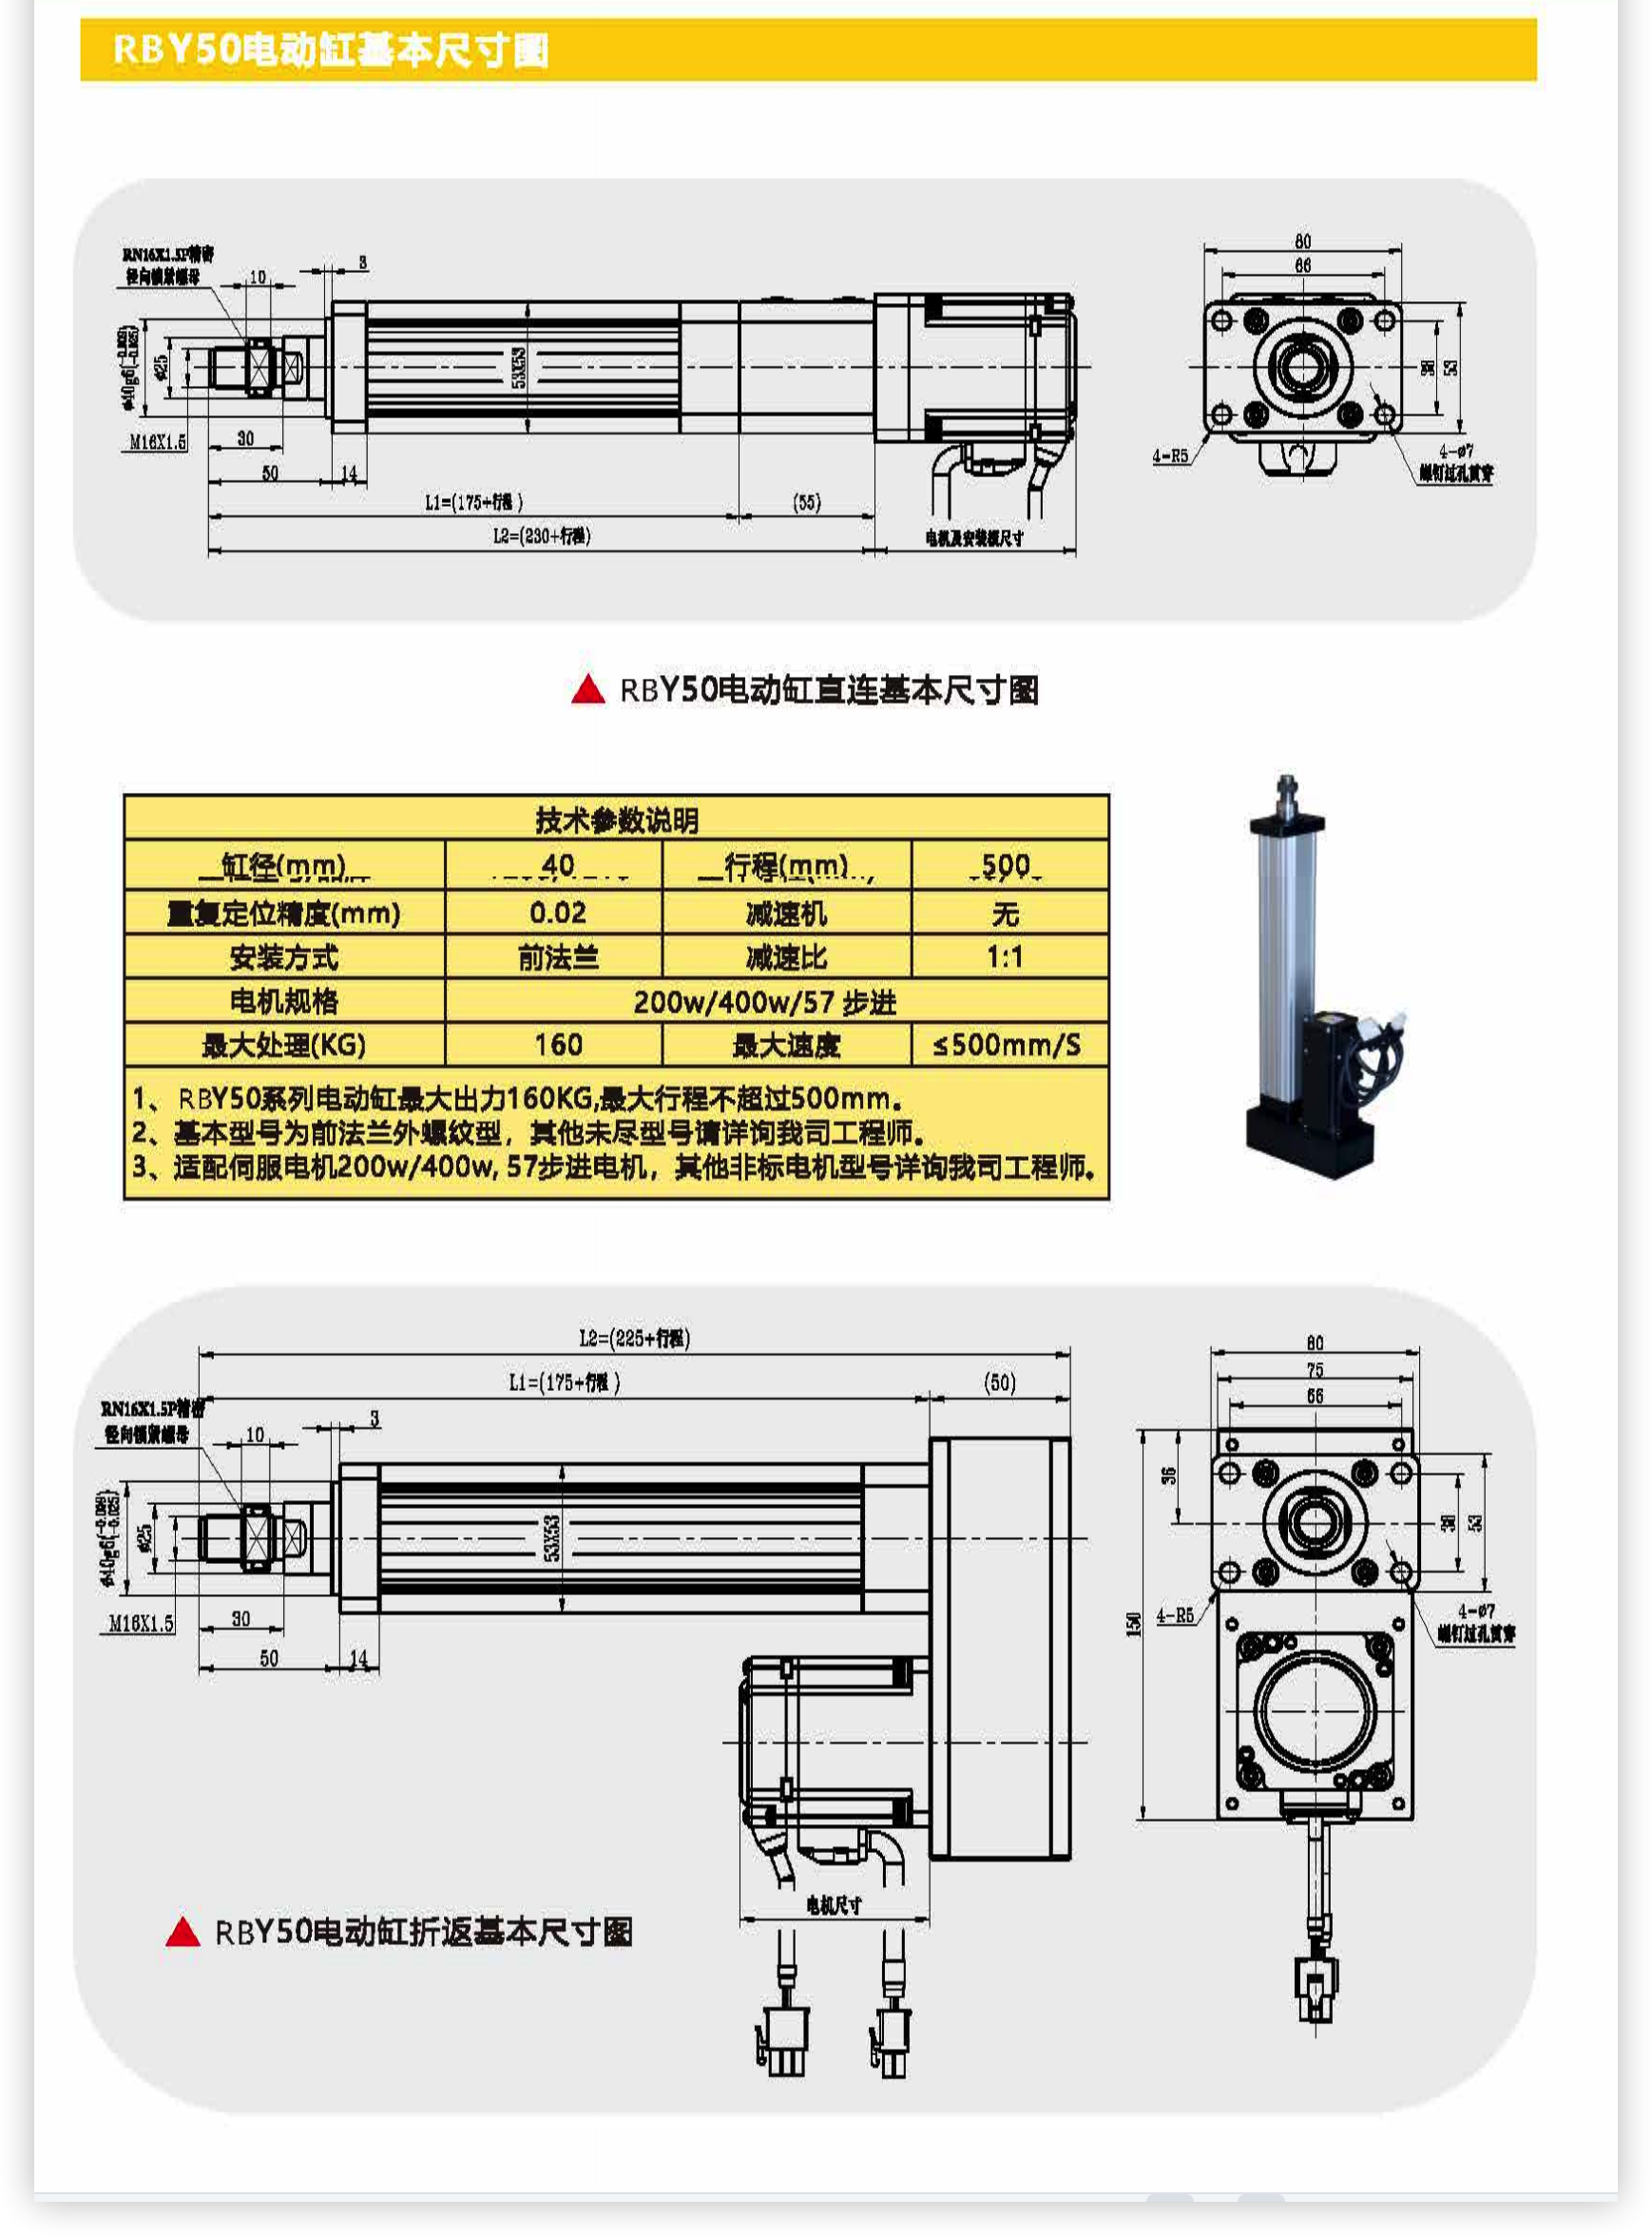 RBY50电动缸基本尺寸图
RN16X1.5P精密
径向锁紧螺母
10
3
ø40g6(-0.009 -0.025)
ø25
M16X1.5
30
50
14
53X53
L1=(175+行程)
(55)
L2=(230+行程)
电机及安装板尺寸
80
66
38
53
4-R5
4-ø7
螺钉过孔贯穿
RBY50电动缸直连基本尺寸图
技术参数说明
缸径(mm) 40 行程(mm) 500
重复定位精度(mm) 0.02 减速机 无
安装方式 前法兰 减速比 1:1
电机规格 200w/400w/57 步进
最大处理(KG) 160 最大速度 ≤500mm/S
1、RBY50系列电动缸最大出力160KG,最大行程不超过500mm。
2、基本型号为前法兰外螺纹型，其他未尽型号请详询我司工程师。
3、适配伺服电机200w/400w, 57步进电机，其他非标电机型号详询我司工程师。
L2=(225+行程)
L1=(175+行程)
(50)
RN16X1.5P精密
径向锁紧螺母
10
3
ø40g6(-0.009 -0.025)
ø25
M16X1.5
30
50
14
53X53
电机尺寸
80
75
66
36
38
53
150
4-R5
4-ø7
螺钉过孔贯穿
RBY50电动缸折返基本尺寸图